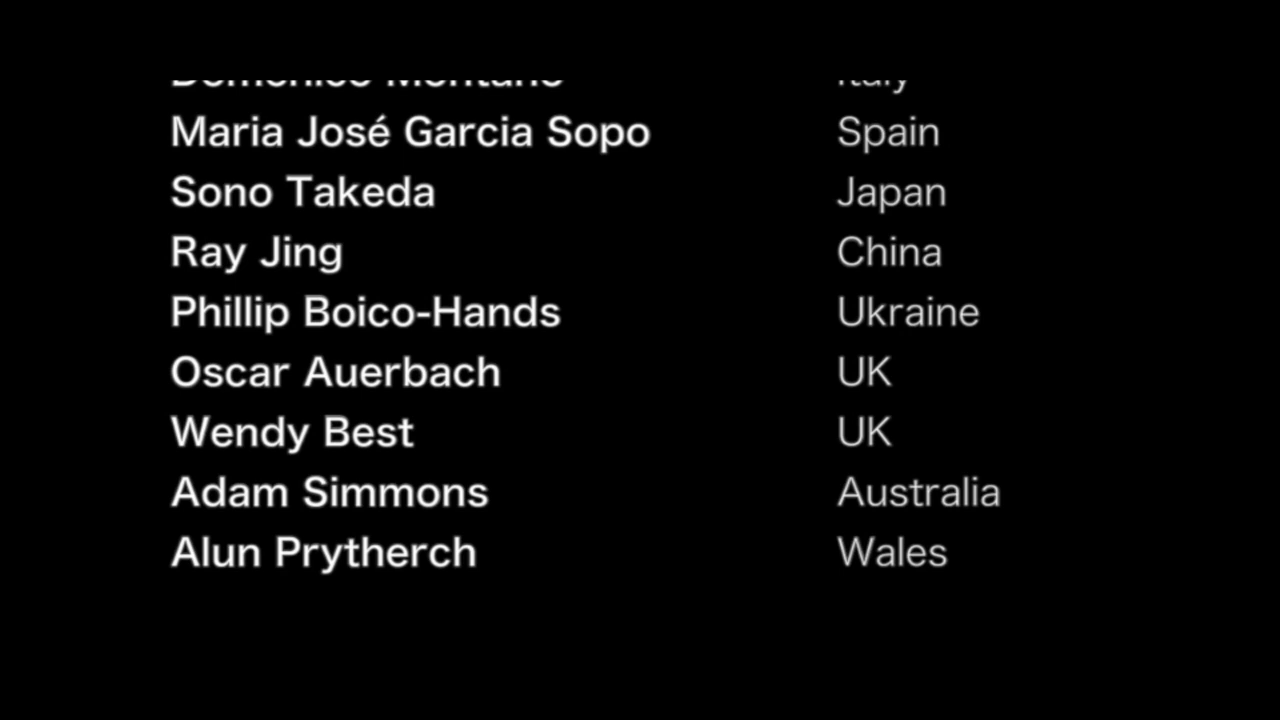 Maria José Garcia Sopo Spain
Sono Takeda Japan
Ray Jing China
Phillip Boico-Hands Ukraine
Oscar Auerbach UK
Wendy Best UK
Adam Simmons Australia
Alun Prytherch Wales